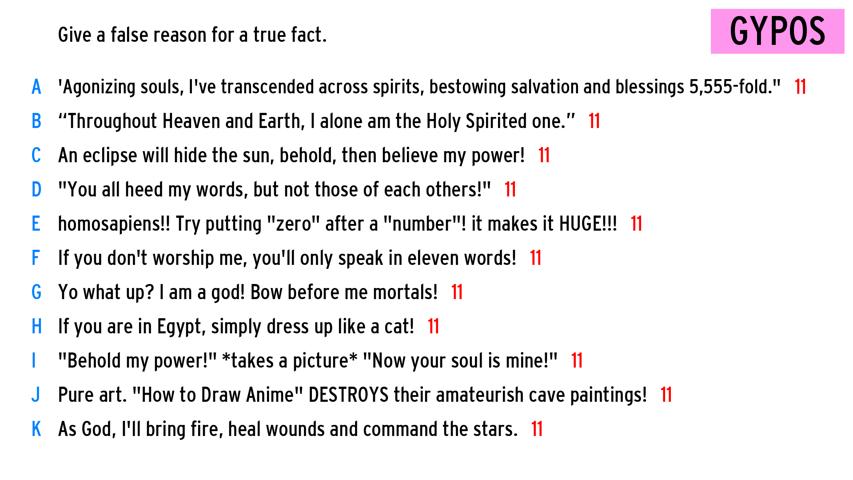 Give a false reason for a true fact.
GYPOS
A 'Agonizing souls, I've transcended across spirits, bestowing salvation and blessings 5,555-fold." 11
B “Throughout Heaven and Earth, I alone am the Holy Spirited one.” 11
C An eclipse will hide the sun, behold, then believe my power! 11
D "You all heed my words, but not those of each others!" 11
E homosapiens!! Try putting "zero" after a "number"! it makes it HUGE!!! 11
F If you don't worship me, you'll only speak in eleven words! 11
G Yo what up? I am a god! Bow before me mortals! 11
H If you are in Egypt, simply dress up like a cat! 11
I "Behold my power!" *takes a picture* "Now your soul is mine!" 11
J Pure art. "How to Draw Anime" DESTROYS their amateurish cave paintings! 11
K As God, I'll bring fire, heal wounds and command the stars. 11